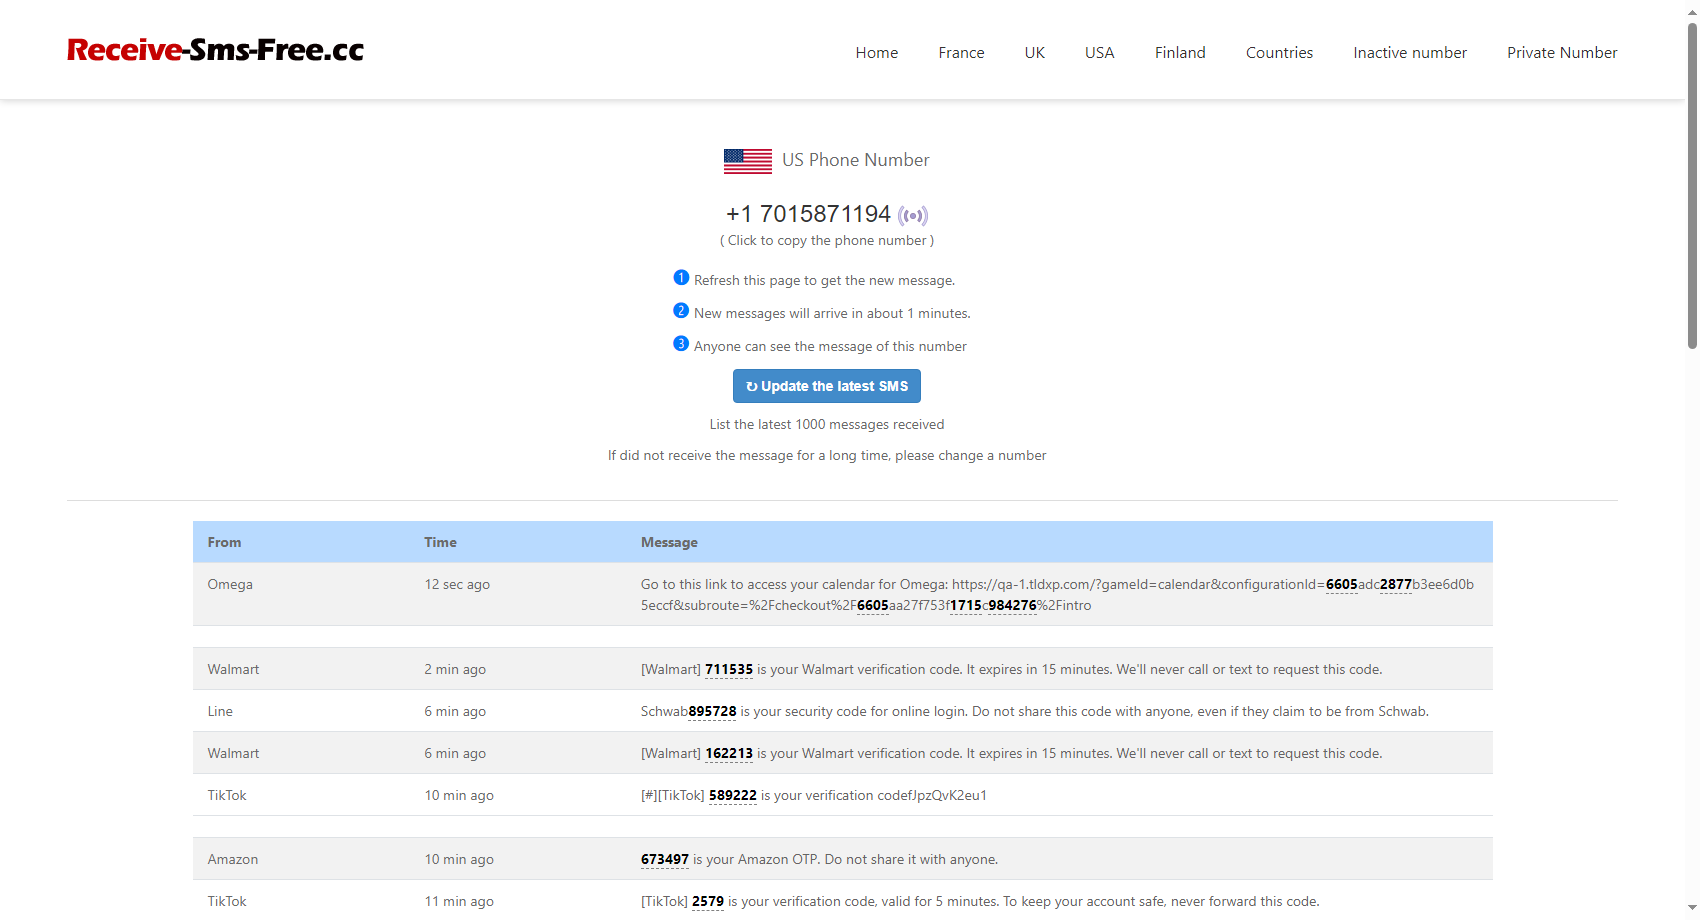 Receive-Sms-Free.cc
Home France UK USA Finland Countries Inactive number Private Number
US Phone Number
+1 7015871194
( Click to copy the phone number )
1 Refresh this page to get the new message.
2 New messages will arrive in about 1 minutes.
3 Anyone can see the message of this number
↻ Update the latest SMS
List the latest 1000 messages received
If did not receive the message for a long time, please change a number
From Time Message
Omega 12 sec ago Go to this link to access your calendar for Omega: https://qa-1.tldxp.com/?gameId=calendar&configurationId=6605adc2877b3ee6d0b
5eccf&subroute=%2Fcheckout%2F6605aa27f753f1715c984276%2Fintro
Walmart 2 min ago [Walmart] 711535 is your Walmart verification code. It expires in 15 minutes. We'll never call or text to request this code.
Line 6 min ago Schwab895728 is your security code for online login. Do not share this code with anyone, even if they claim to be from Schwab.
Walmart 6 min ago [Walmart] 162213 is your Walmart verification code. It expires in 15 minutes. We'll never call or text to request this code.
TikTok 10 min ago [#][TikTok] 589222 is your verification codefJpzQvK2eu1
Amazon 10 min ago 673497 is your Amazon OTP. Do not share it with anyone.
TikTok 11 min ago [TikTok] 2579 is your verification code, valid for 5 minutes. To keep your account safe, never forward this code.